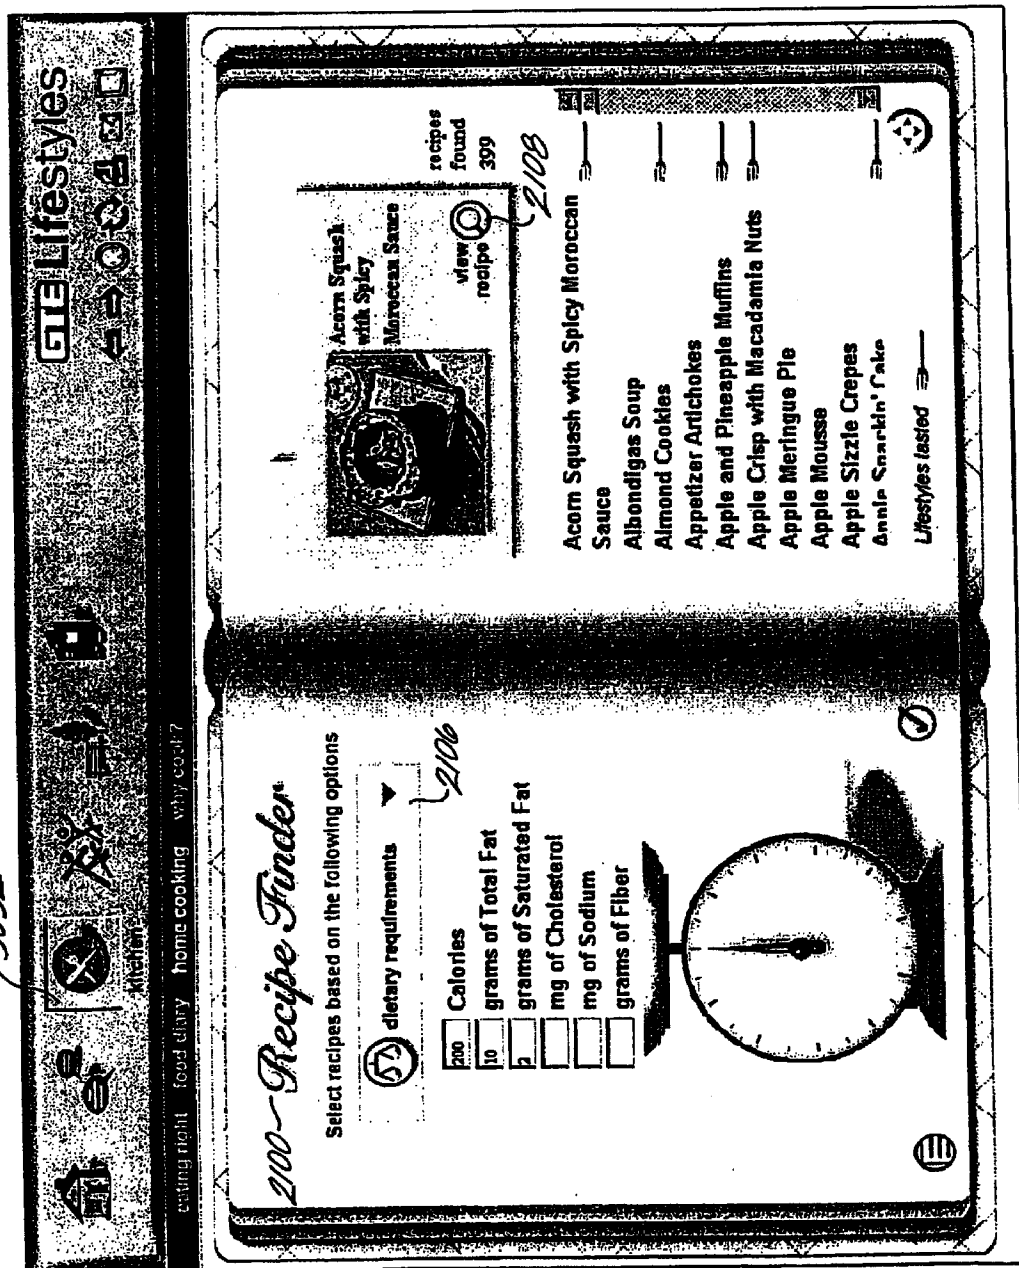 GTE Lifestyles
kitchen
eating right food diary home cooking why cook?
2100 Recipe Finder
Select recipes based on the following options
dietary requirements
2106
200 Calories
10 grams of Total Fat
2 grams of Saturated Fat
mg of Cholesterol
mg of Sodium
grams of Fiber
Acorn Squash
with Spicy
Moroccan Sauce
view
recipe
recipes
found
399
2108
Acorn Squash with Spicy Moroccan
Sauce
Albondigas Soup
Almond Cookies
Appetizer Artichokes
Apple and Pineapple Muffins
Apple Crisp with Macadamia Nuts
Apple Meringue Pie
Apple Mousse
Apple Sizzle Crepes
Apple Snackin' Cake
Lifestyles tasted